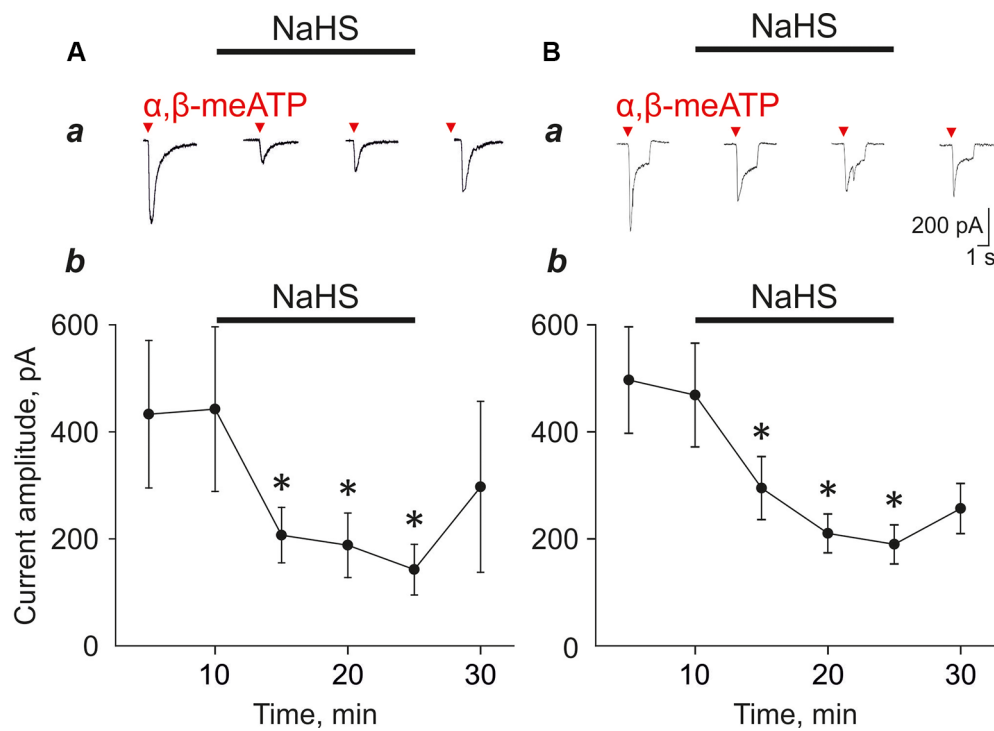 A
NaHS
α,β-meATP
a
b
NaHS
600
400
200
0
Current amplitude, pA
*
*
*
10
20
30
Time, min
B
NaHS
α,β-meATP
a
200 pA
1 s
b
NaHS
600
400
200
0
*
*
*
10
20
30
Time, min